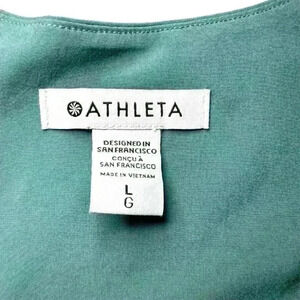 ATHLETA
DESIGNED IN
SAN FRANCISCO
CONÇU À
SAN FRANCISCO
MADE IN VIETNAM
L
G